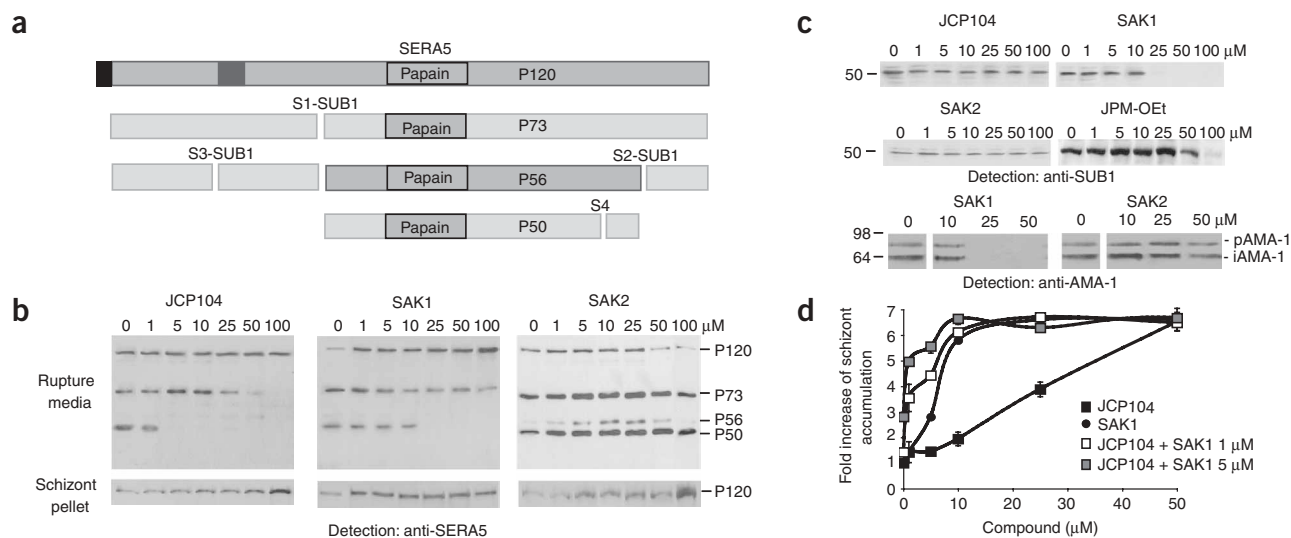 a
SERA5
Papain
P120
S1-SUB1
Papain
P73
S3-SUB1
S2-SUB1
Papain
P56
S4
Papain
P50
b
JCP104
SAK1
SAK2
0 1 5 10 25 50 100
0 1 5 10 25 50 100
0 1 5 10 25 50 100 µM
P120
Rupture
media
P73
P56
P50
Schizont
pellet
P120
Detection: anti-SERA5
c
JCP104
SAK1
0 1 5 10 25 50 100
0 1 5 10 25 50 100 µM
50
SAK2
JPM-OEt
0 1 5 10 25 50 100
0 1 5 10 25 50 100 µM
50
Detection: anti-SUB1
SAK1
SAK2
0 10 25 50
0 10 25 50 µM
98
64
- pAMA-1
- iAMA-1
Detection: anti-AMA-1
d
Fold increase of schizont
accumulation
7
6
5
4
3
2
1
0
0 10 20 30 40 50
Compound (µM)
JCP104
SAK1
JCP104 + SAK1 1 µM
JCP104 + SAK1 5 µM